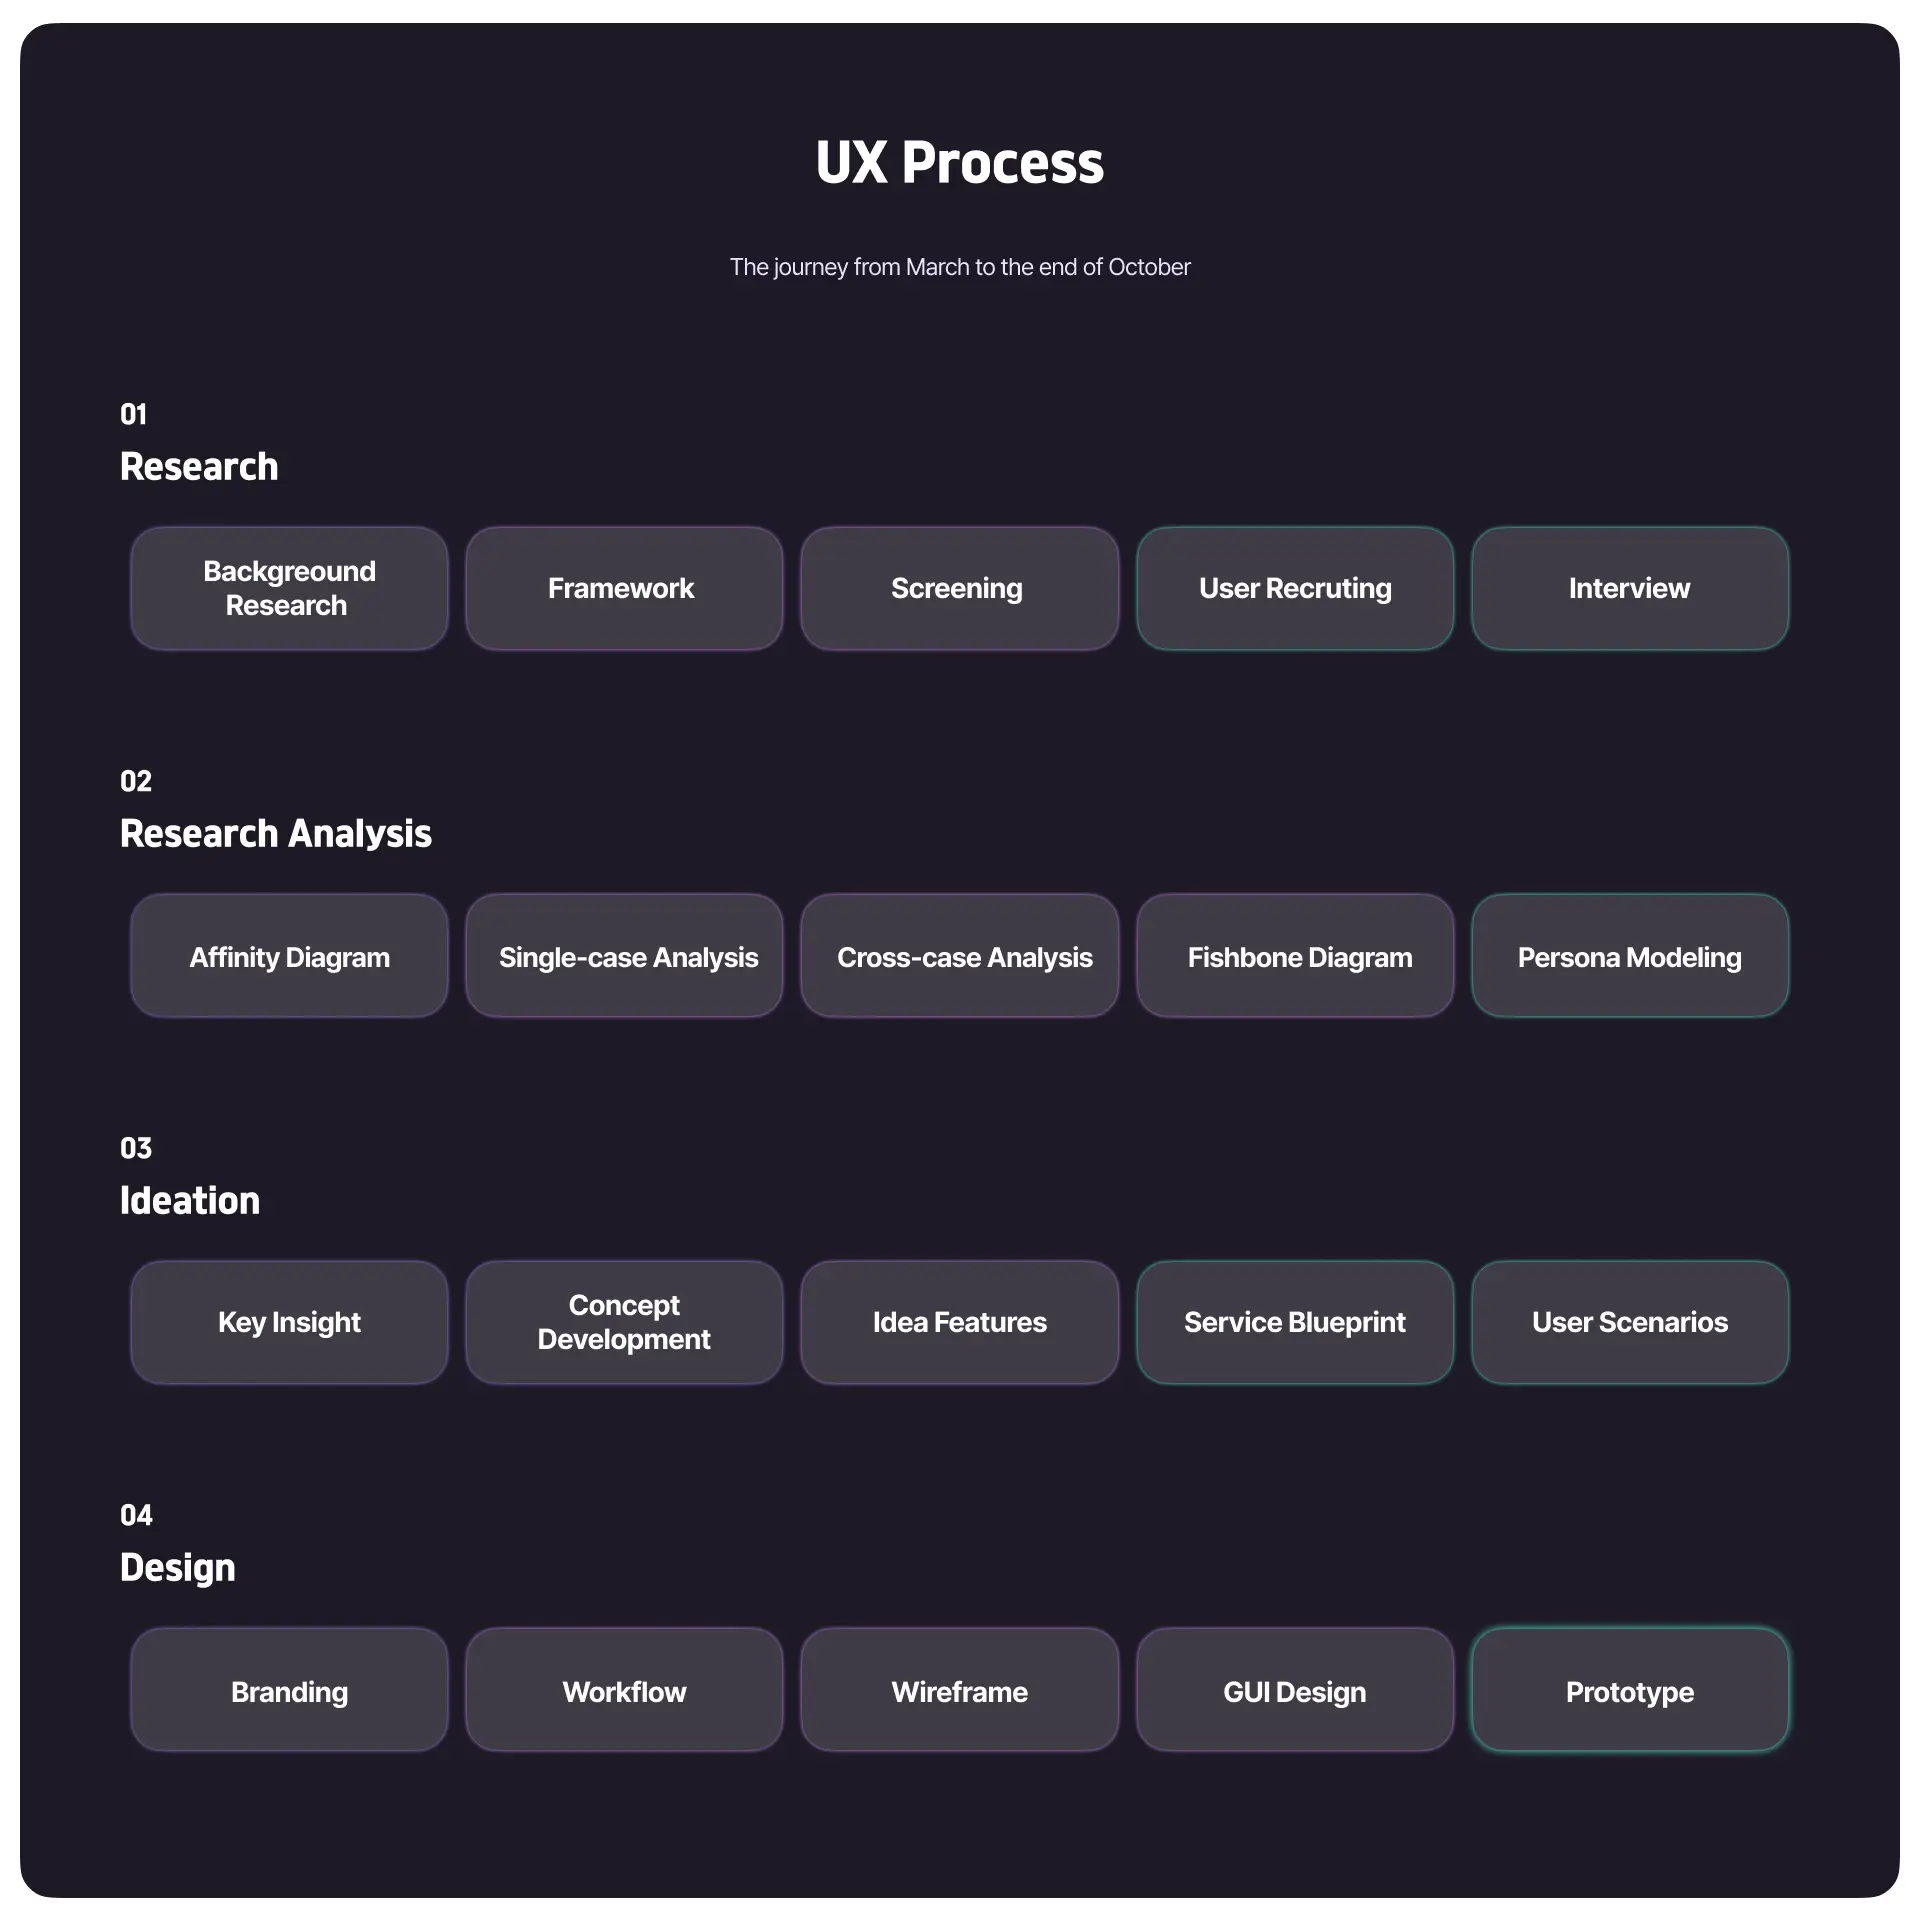 UX Process
The journey from March to the end of October
01
Research
Backgreound
Research
Framework
Screening
User Recruting
Interview
02
Research Analysis
Affinity Diagram
Single-case Analysis
Cross-case Analysis
Fishbone Diagram
Persona Modeling
03
Ideation
Key Insight
Concept
Development
Idea Features
Service Blueprint
User Scenarios
04
Design
Branding
Workflow
Wireframe
GUI Design
Prototype